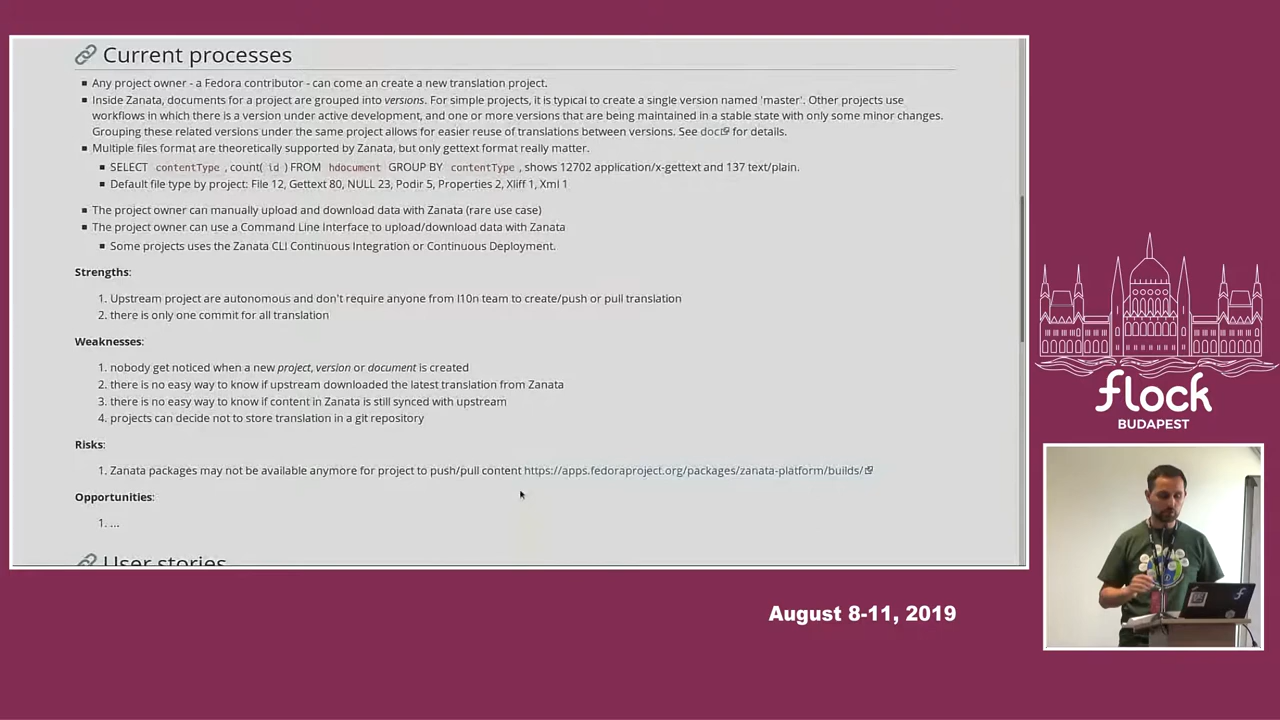 Current processes
Any project owner - a Fedora contributor - can come an create a new translation project.
Inside Zanata, documents for a project are grouped into versions. For simple projects, it is typical to create a single version named 'master'. Other projects use
workflows in which there is a version under active development, and one or more versions that are being maintained in a stable state with only some minor changes.
Grouping these related versions under the same project allows for easier reuse of translations between versions. See doc for details.
Multiple files format are theoretically supported by Zanata, but only gettext format really matter.
SELECT contentType , count( id ) FROM hdocument GROUP BY contentType , shows 12702 application/x-gettext and 137 text/plain.
Default file type by project: File 12, Gettext 80, NULL 23, Podir 5, Properties 2, Xliff 1, Xml 1
The project owner can manually upload and download data with Zanata (rare use case)
The project owner can use a Command Line Interface to upload/download data with Zanata
Some projects uses the Zanata CLI Continuous Integration or Continuous Deployment.
Strengths:
1. Upstream project are autonomous and don't require anyone from l10n team to create/push or pull translation
2. there is only one commit for all translation
Weaknesses:
1. nobody get noticed when a new project, version or document is created
2. there is no easy way to know if upstream downloaded the latest translation from Zanata
3. there is no easy way to know if content in Zanata is still synced with upstream
4. projects can decide not to store translation in a git repository
Risks:
1. Zanata packages may not be available anymore for project to push/pull content https://apps.fedoraproject.org/packages/zanata-platform/builds/
Opportunities:
1. ...
User stories
flock
BUDAPEST
August 8-11, 2019